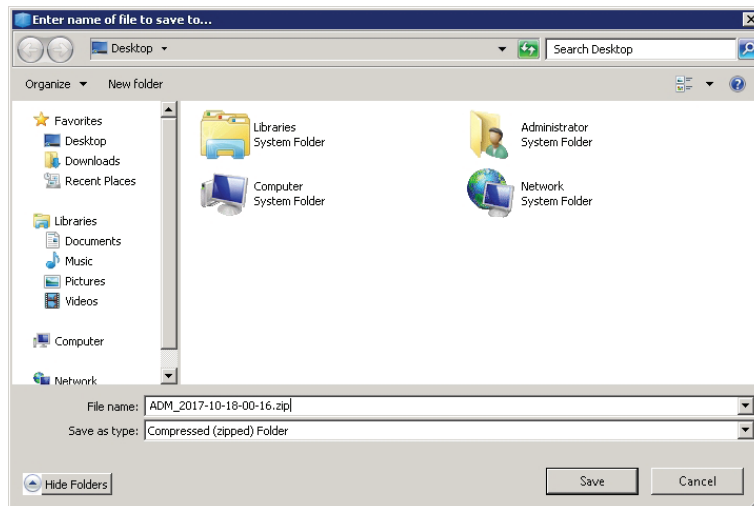 Enter name of file to save to...
Desktop
Search Desktop
Organize
New folder
Favorites
Desktop
Downloads
Recent Places
Libraries
Documents
Music
Pictures
Videos
Computer
Network
Libraries
System Folder
Administrator
System Folder
Computer
System Folder
Network
System Folder
File name: ADM_2017-10-18-00-16.zip
Save as type: Compressed (zipped) Folder
Hide Folders
Save
Cancel